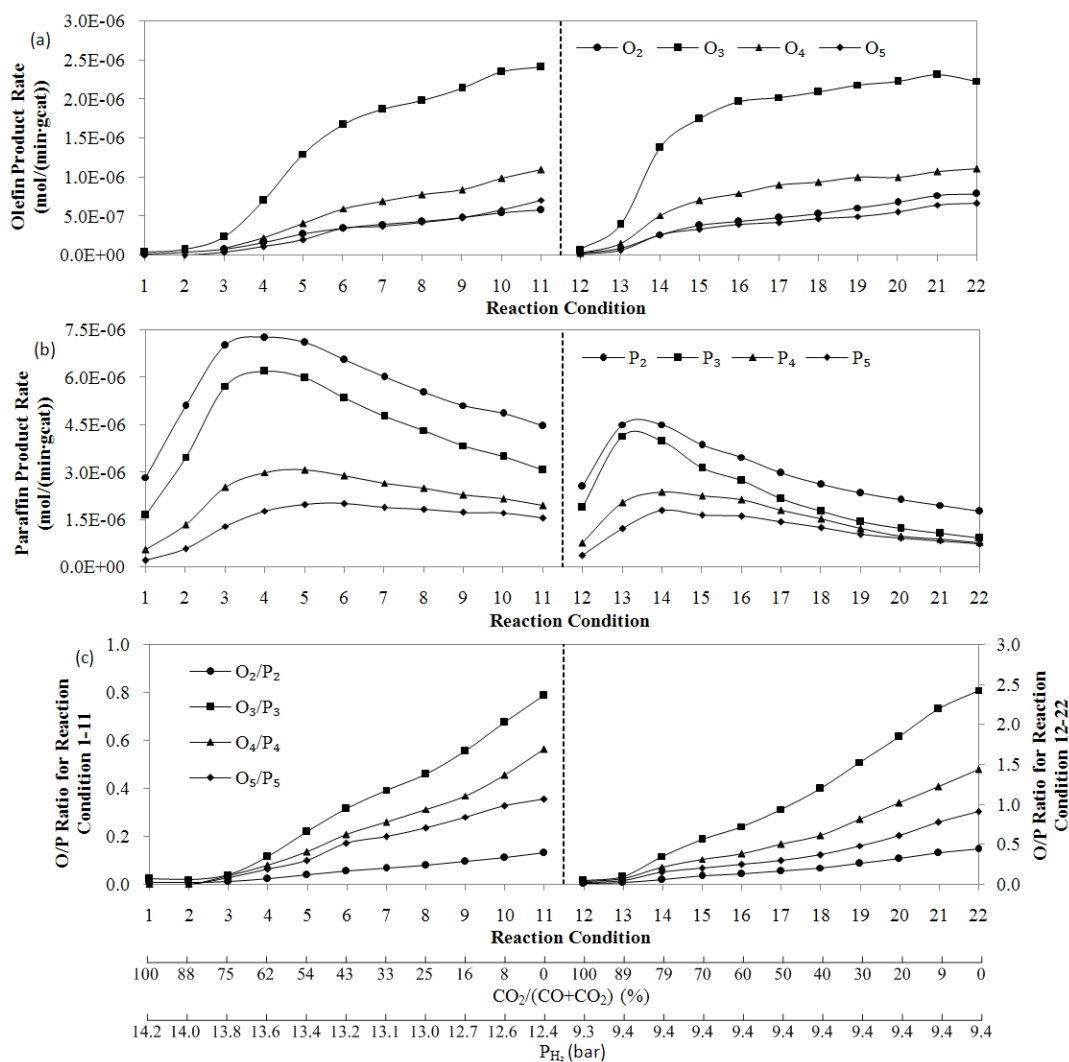 (a)
3.0E-06
2.5E-06
2.0E-06
1.5E-06
1.0E-06
5.0E-07
0.0E+00
Olefin Product Rate
(mol/(min·gcat))
O₂ O₃ O₄ O₅
1 2 3 4 5 6 7 8 9 10 11 12 13 14 15 16 17 18 19 20 21 22
Reaction Condition
(b)
7.5E-06
6.0E-06
4.5E-06
3.0E-06
1.5E-06
0.0E+00
Paraffin Product Rate
(mol/(min·gcat))
P₂ P₃ P₄ P₅
1 2 3 4 5 6 7 8 9 10 11 12 13 14 15 16 17 18 19 20 21 22
Reaction Condition
(c)
1.0
0.8
0.6
0.4
0.2
0.0
O/P Ratio for Reaction
Condition 1-11
O₂/P₂
O₃/P₃
O₄/P₄
O₅/P₅
3.0
2.5
2.0
1.5
1.0
0.5
0.0
O/P Ratio for Reaction
Condition 12-22
1 2 3 4 5 6 7 8 9 10 11 12 13 14 15 16 17 18 19 20 21 22
Reaction Condition
100 88 75 62 54 43 33 25 16 8 0 100 89 79 70 60 50 40 30 20 9 0
CO₂/(CO+CO₂) (%)
14.2 14.0 13.8 13.6 13.4 13.2 13.1 13.0 12.7 12.6 12.4 9.3 9.4 9.4 9.4 9.4 9.4 9.4 9.4 9.4 9.4 9.4
P_H₂ (bar)